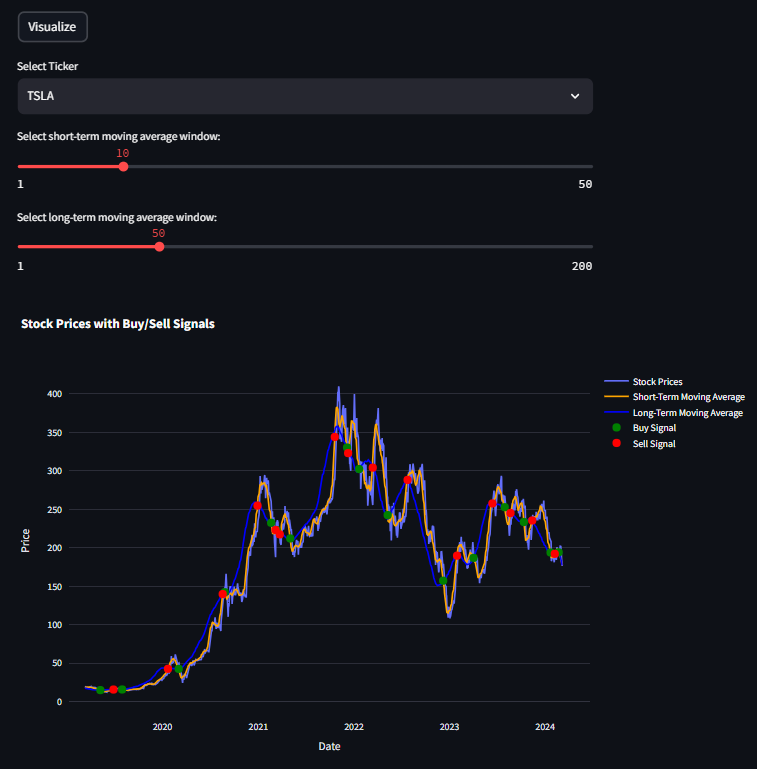 Visualize
Select Ticker
TSLA
Select short-term moving average window:
10
1 50
Select long-term moving average window:
50
1 200
Stock Prices with Buy/Sell Signals
400
350
300
250
200
150
100
50
0
Price
2020 2021 2022 2023 2024
Date
Stock Prices
Short-Term Moving Average
Long-Term Moving Average
Buy Signal
Sell Signal